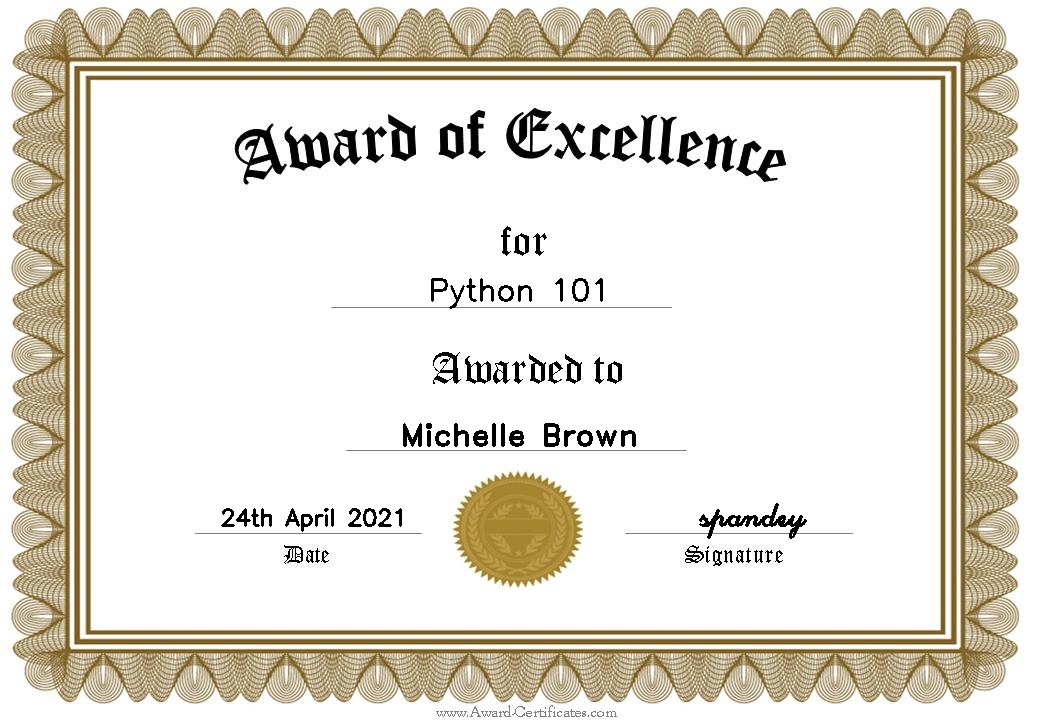 Award of Excellence
for
Python 101
Awarded to
Michelle Brown
24th April 2021
spandey
Date
Signature
www.Award-Certificates.com